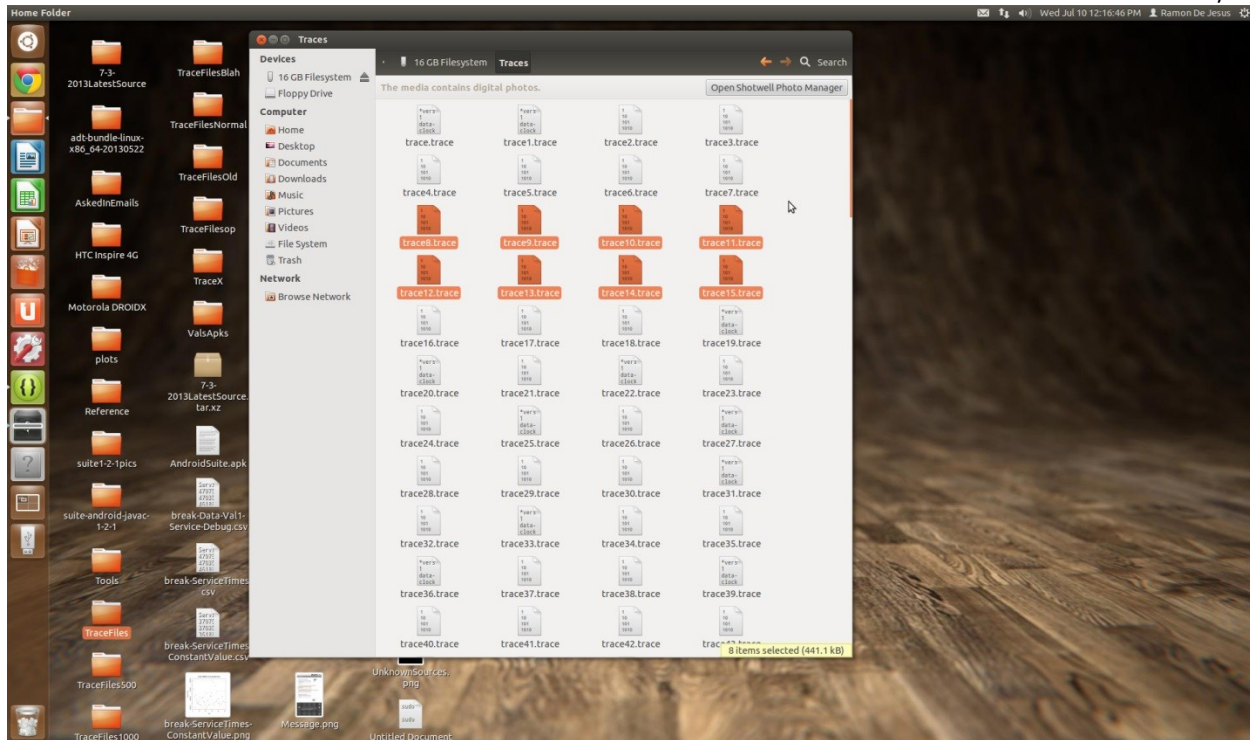 Home Folder
Wed Jul 10 12:16:46 PM
Ramon De Jesus
7-3-
2013LatestSource
adt-bundle-linux-
x86_64-20130522
AskedInEmails
HTC Inspire 4G
Motorola DROIDX
plots
Reference
suite1-2-1pics
suite-android-javac-
1-2-1
Tools
TraceFiles
TraceFiles500
TraceFiles1000
TraceFilesBlah
TraceFilesNormal
TraceFilesOld
TraceFilesop
TraceX
ValsApks
7-3-
2013LatestSource.
tar.xz
AndroidSuite.apk
break-Data-Val1-
Service-Debug.csv
break-ServiceTimes
csv
break-ServiceTimes
ConstantValue.csv
break-ServiceTimes-
ConstantValue.png
Message.png
UnknownSources.
png
Untitled Document
Traces
Devices
16 GB Filesystem
Floppy Drive
Computer
Home
Desktop
Documents
Downloads
Music
Pictures
Videos
File System
Trash
Network
Browse Network
16 GB Filesystem Traces Search
The media contains digital photos. Open Shotwell Photo Manager
trace.trace trace1.trace trace2.trace trace3.trace
trace4.trace trace5.trace trace6.trace trace7.trace
trace8.trace trace9.trace trace10.trace trace11.trace
trace12.trace trace13.trace trace14.trace trace15.trace
trace16.trace trace17.trace trace18.trace trace19.trace
trace20.trace trace21.trace trace22.trace trace23.trace
trace24.trace trace25.trace trace26.trace trace27.trace
trace28.trace trace29.trace trace30.trace trace31.trace
trace32.trace trace33.trace trace34.trace trace35.trace
trace36.trace trace37.trace trace38.trace trace39.trace
trace40.trace trace41.trace trace42.trace
8 items selected (441.1 kB)